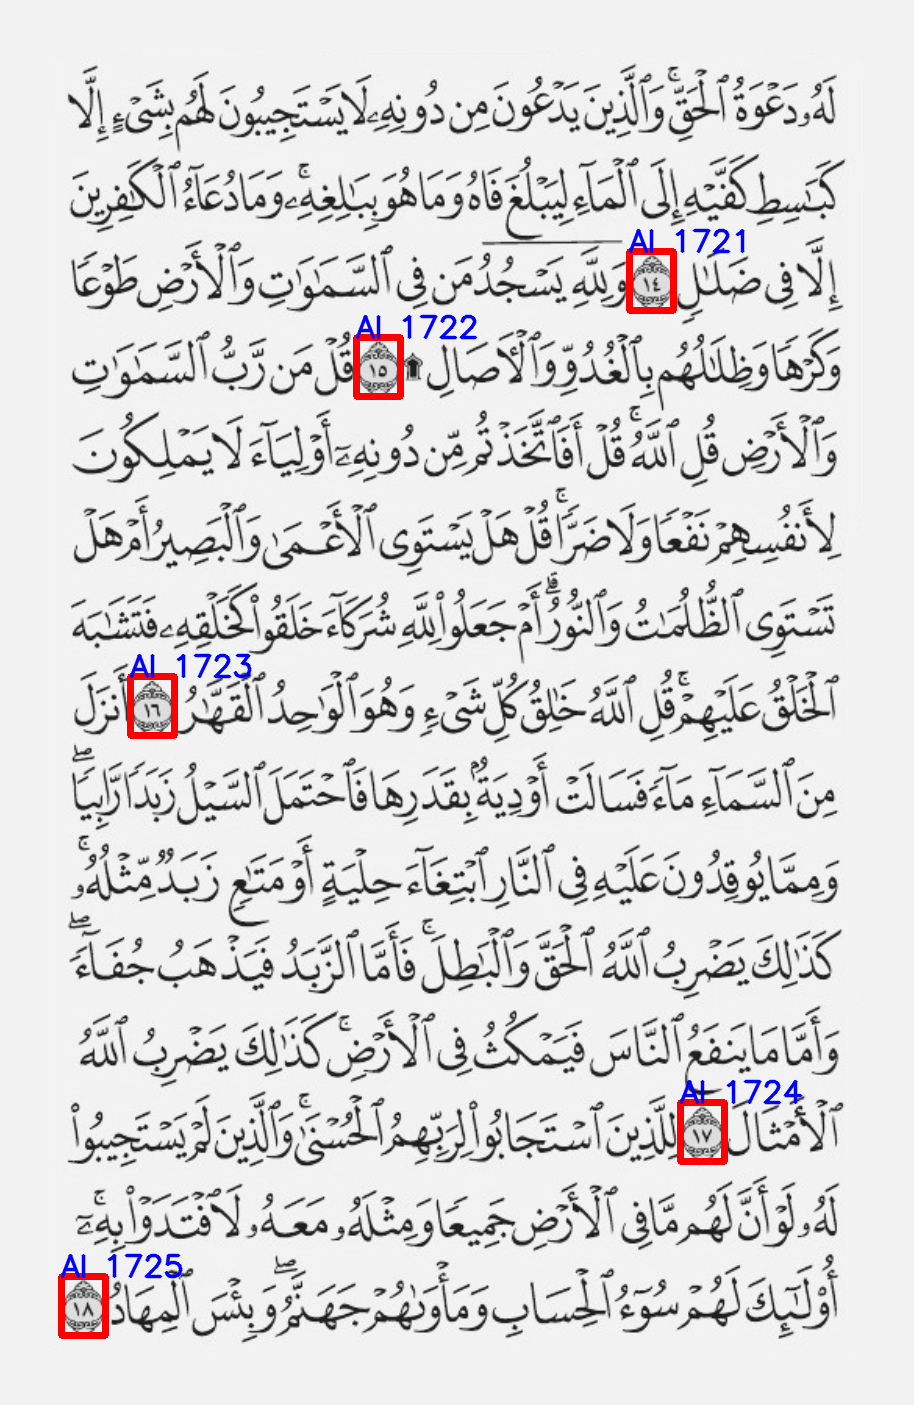 لَهُۥ دَعْوَةُ ٱلْحَقِّ ۚ وَٱلَّذِينَ يَدْعُونَ مِن دُونِهِۦ لَا يَسْتَجِيبُونَ لَهُم بِشَىْءٍ إِلَّا
كَبَـٰسِطِ كَفَّيْهِ إِلَى ٱلْمَآءِ لِيَبْلُغَ فَاهُ وَمَا هُوَ بِبَـٰلِغِهِۦ ۚ وَمَا دُعَآءُ ٱلْكَـٰفِرِينَ
AI 1721
إِلَّا فِى ضَلَـٰلٍ ١٤ وَلِلَّهِ يَسْجُدُ مَن فِى ٱلسَّمَـٰوَٰتِ وَٱلْأَرْضِ طَوْعًا
AI 1722
وَكَرْهًا وَظِلَـٰلُهُم بِٱلْغُدُوِّ وَٱلْـَٔاصَالِ ۩ ١٥ قُلْ مَن رَّبُّ ٱلسَّمَـٰوَٰتِ
وَٱلْأَرْضِ قُلِ ٱللَّهُ ۚ قُلْ أَفَٱتَّخَذْتُم مِّن دُونِهِۦٓ أَوْلِيَآءَ لَا يَمْلِكُونَ
لِأَنفُسِهِمْ نَفْعًا وَلَا ضَرًّا ۚ قُلْ هَلْ يَسْتَوِى ٱلْأَعْمَىٰ وَٱلْبَصِيرُ أَمْ هَلْ
تَسْتَوِى ٱلظُّلُمَـٰتُ وَٱلنُّورُ ۗ أَمْ جَعَلُوا۟ لِلَّهِ شُرَكَآءَ خَلَقُوا۟ كَخَلْقِهِۦ فَتَشَـٰبَهَ
AI 1723
ٱلْخَلْقُ عَلَيْهِمْ ۚ قُلِ ٱللَّهُ خَـٰلِقُ كُلِّ شَىْءٍ وَهُوَ ٱلْوَٰحِدُ ٱلْقَهَّـٰرُ ١٦ أَنزَلَ
مِنَ ٱلسَّمَآءِ مَآءً فَسَالَتْ أَوْدِيَةٌۢ بِقَدَرِهَا فَٱحْتَمَلَ ٱلسَّيْلُ زَبَدًا رَّابِيًا ۖ
وَمِمَّا يُوقِدُونَ عَلَيْهِ فِى ٱلنَّارِ ٱبْتِغَآءَ حِلْيَةٍ أَوْ مَتَـٰعٍ زَبَدٌ مِّثْلُهُۥ ۚ
كَذَٰلِكَ يَضْرِبُ ٱللَّهُ ٱلْحَقَّ وَٱلْبَـٰطِلَ ۚ فَأَمَّا ٱلزَّبَدُ فَيَذْهَبُ جُفَآءً ۖ
وَأَمَّا مَا يَنفَعُ ٱلنَّاسَ فَيَمْكُثُ فِى ٱلْأَرْضِ ۚ كَذَٰلِكَ يَضْرِبُ ٱللَّهُ
AI 1724
ٱلْأَمْثَالَ ١٧ لِلَّذِينَ ٱسْتَجَابُوا۟ لِرَبِّهِمُ ٱلْحُسْنَىٰ ۚ وَٱلَّذِينَ لَمْ يَسْتَجِيبُوا۟
لَهُۥ لَوْ أَنَّ لَهُم مَّا فِى ٱلْأَرْضِ جَمِيعًا وَمِثْلَهُۥ مَعَهُۥ لَٱفْتَدَوْا۟ بِهِۦٓ ۚ
AI 1725
أُو۟لَـٰٓئِكَ لَهُمْ سُوٓءُ ٱلْحِسَابِ وَمَأْوَىٰهُمْ جَهَنَّمُ ۖ وَبِئْسَ ٱلْمِهَادُ ١٨